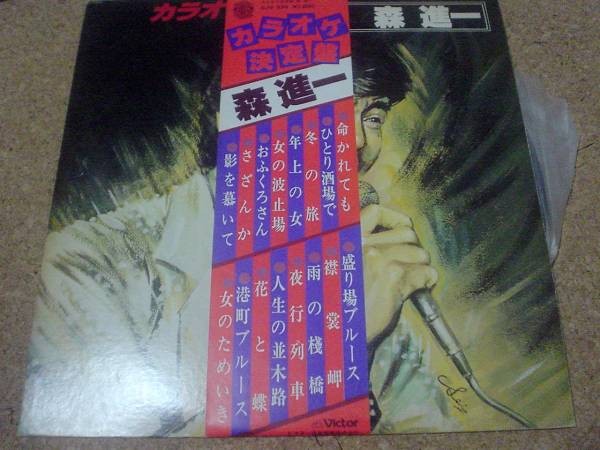 カラオケ
森 進一
カラオケ
決定盤
森 進一
命かれても
ひとり酒場で
冬の旅
年上の女
女の波止場
おふくろさん
さざんか
影を慕いて
盛り場ブルース
襟裳岬
雨の桟橋
夜行列車
人生の並木路
花と蝶
港町ブルース
女のためいき
Victor